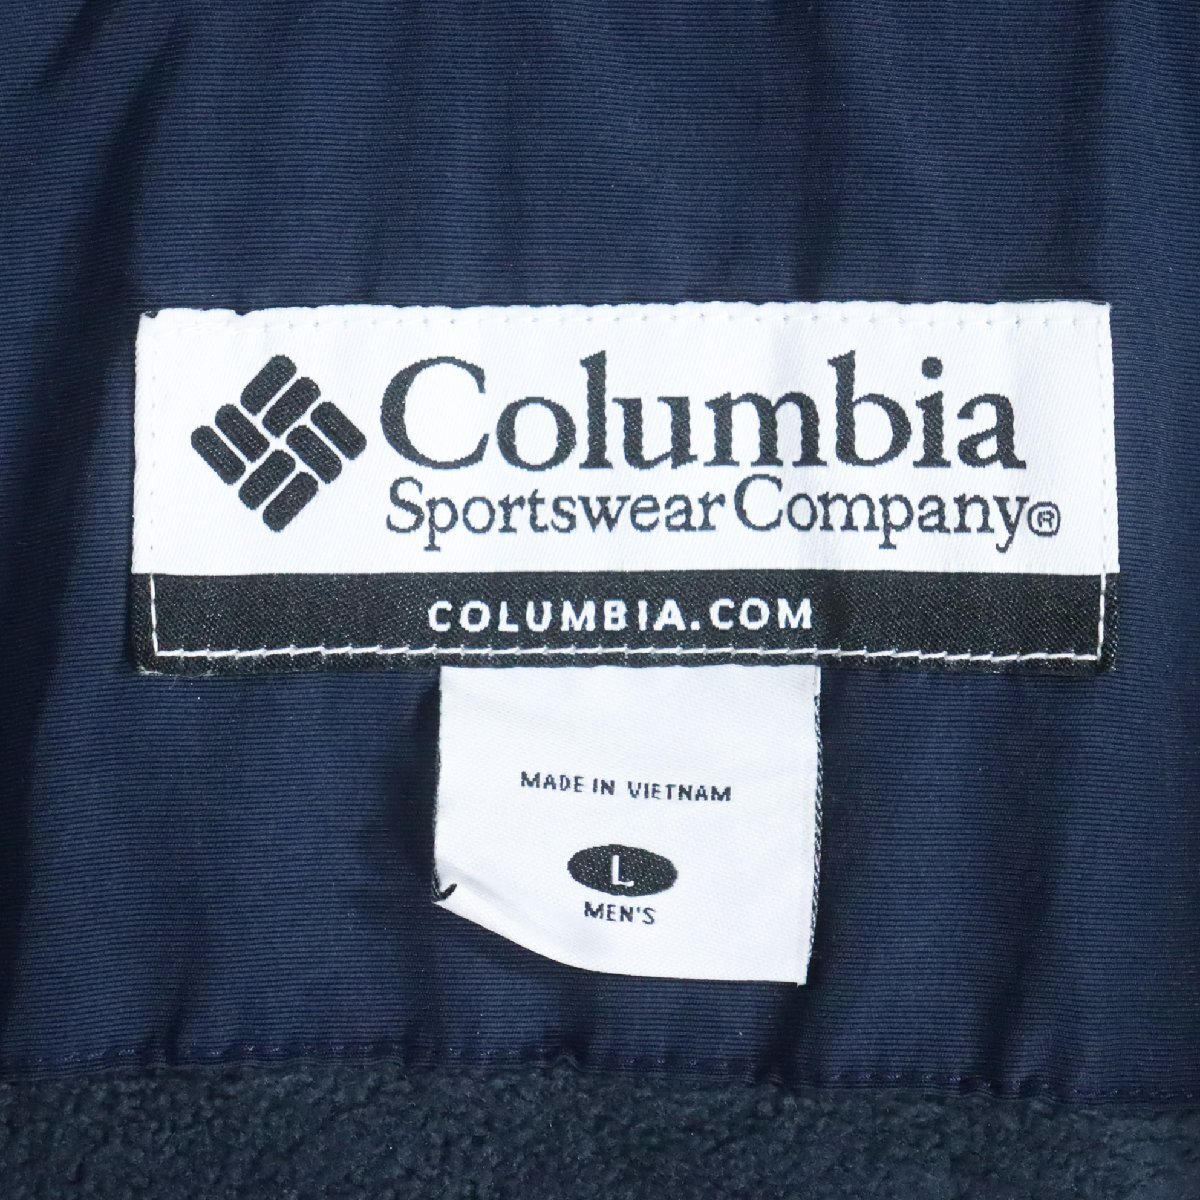 Columbia
Sportswear Company®
COLUMBIA.COM
MADE IN VIETNAM
L
MEN'S